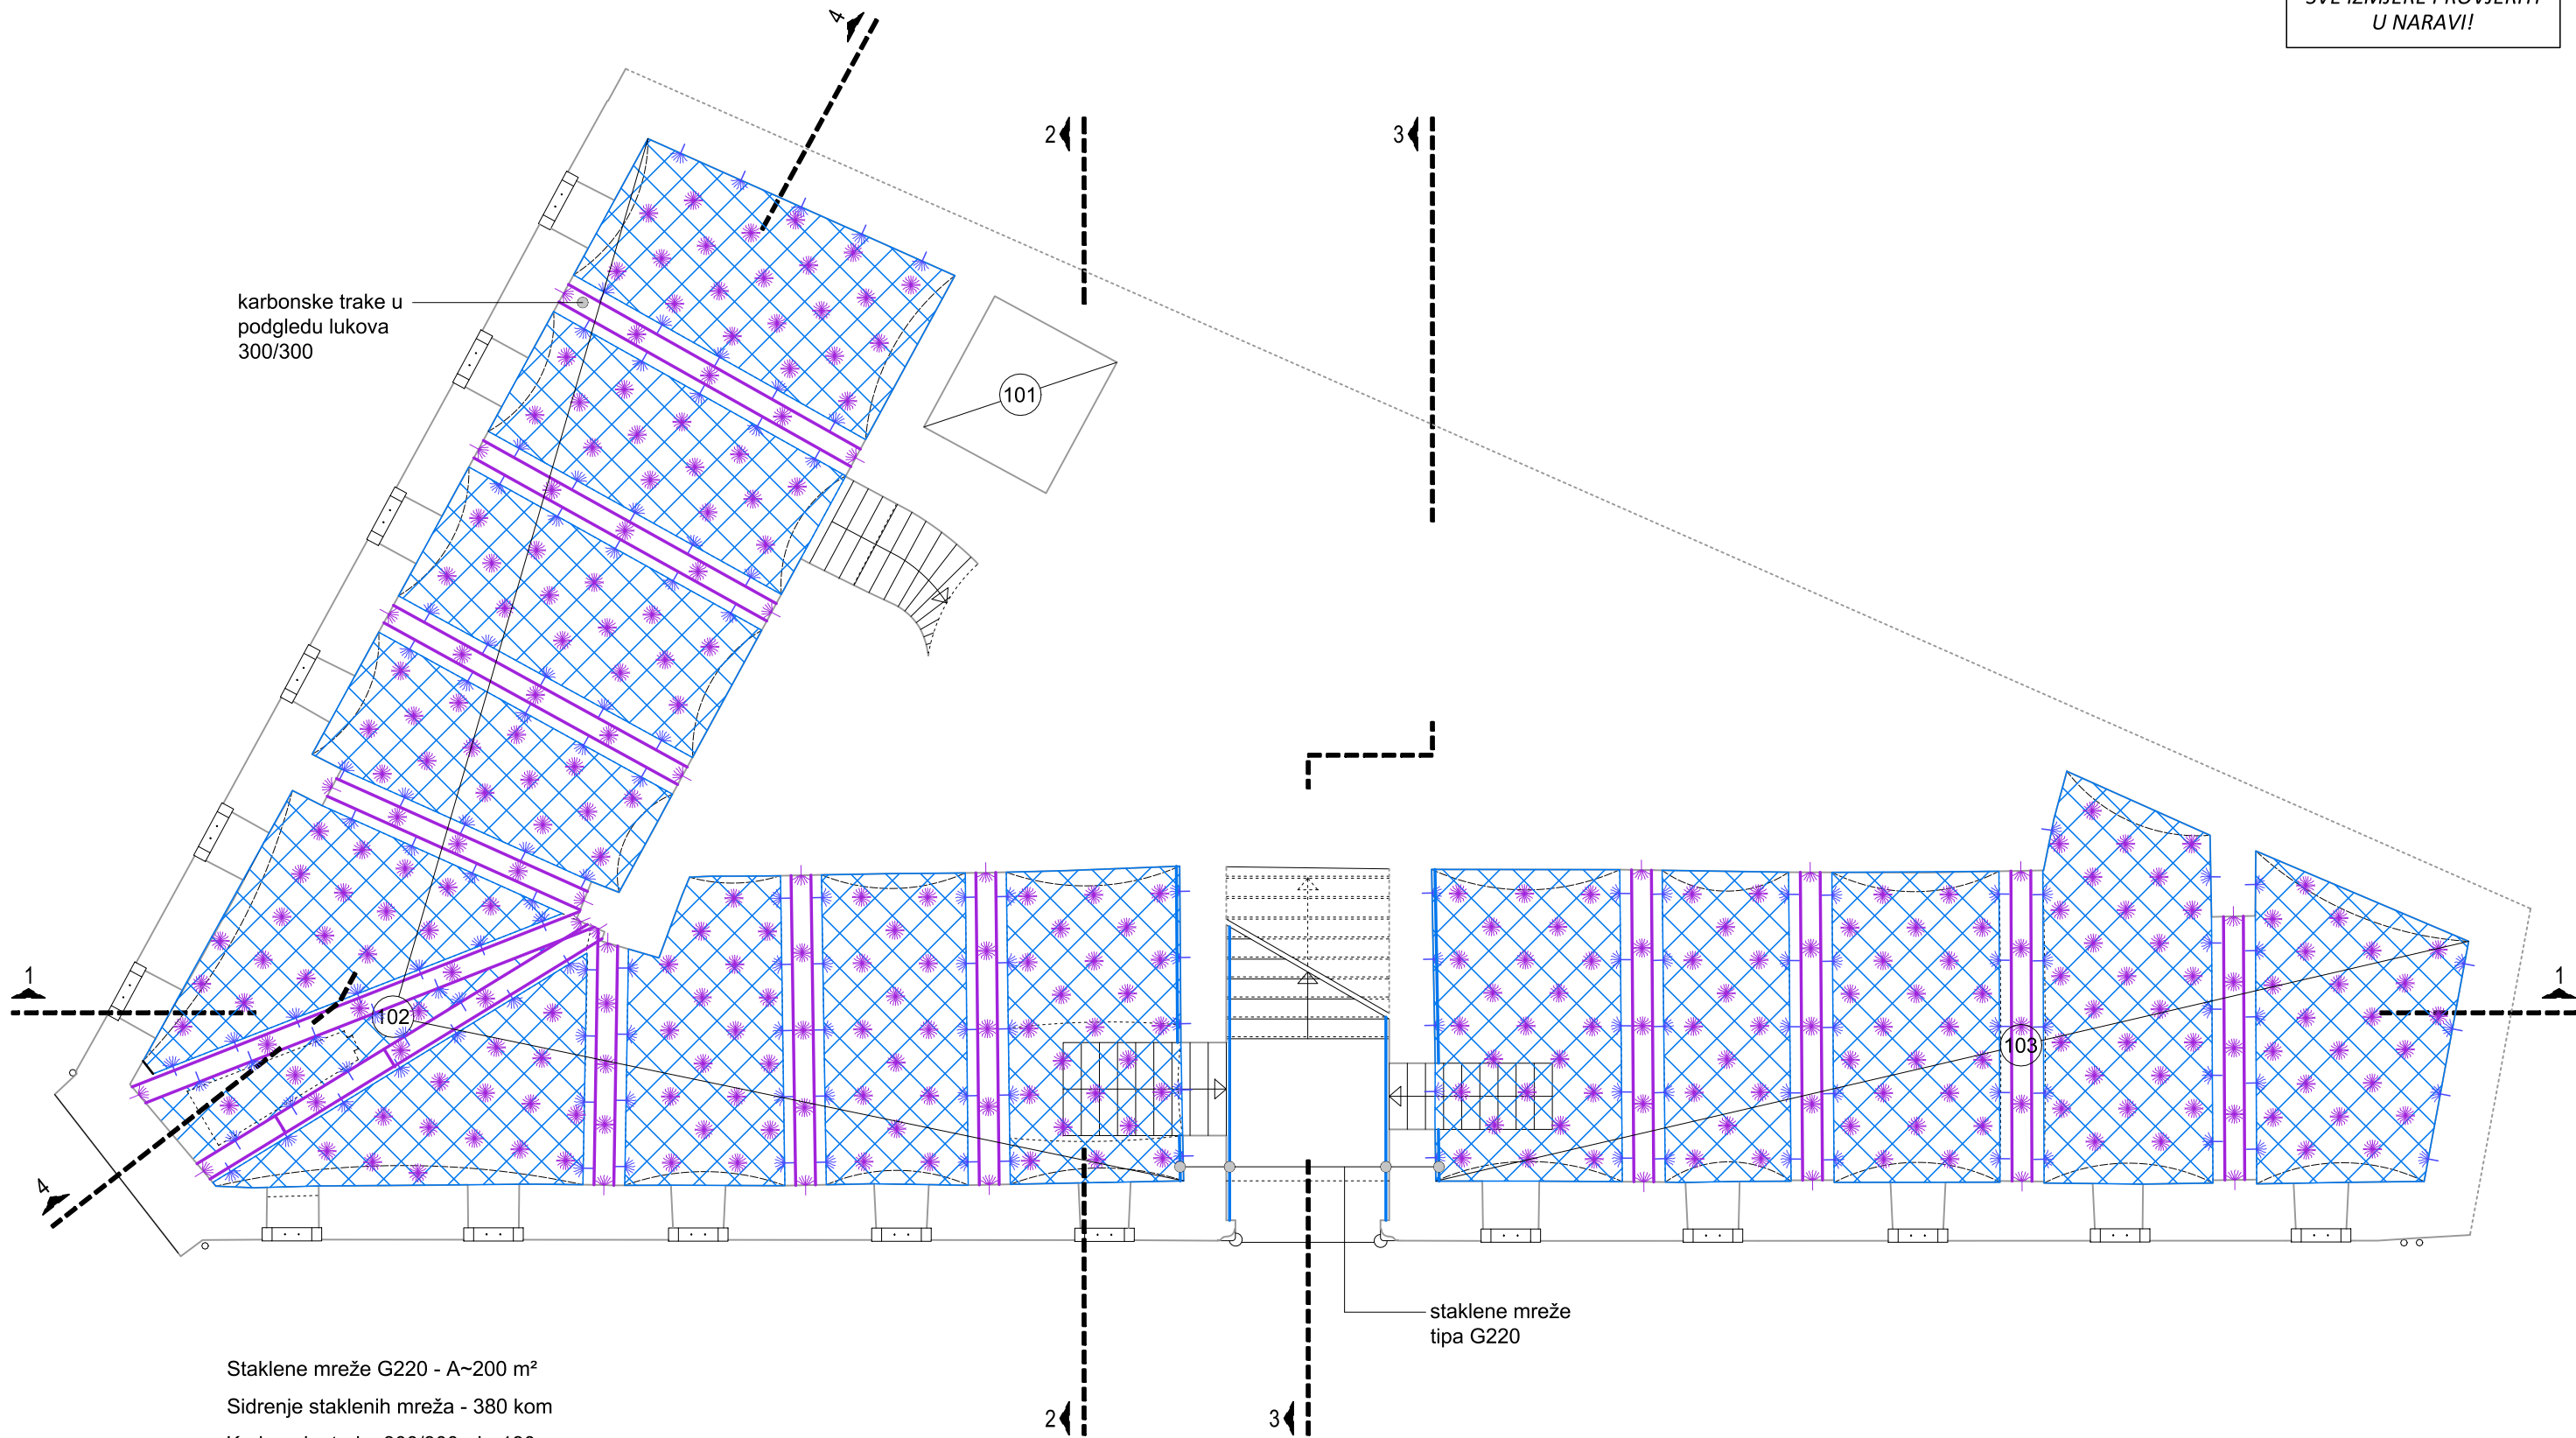 U NARAVI!
4
2
3
karbonske trake u
podgledu lukova
300/300
101
1
102
103
1
4
staklene mreže
tipa G220
Staklene mreže G220 - A~200 m²
Sidrenje staklenih mreža - 380 kom
2
3